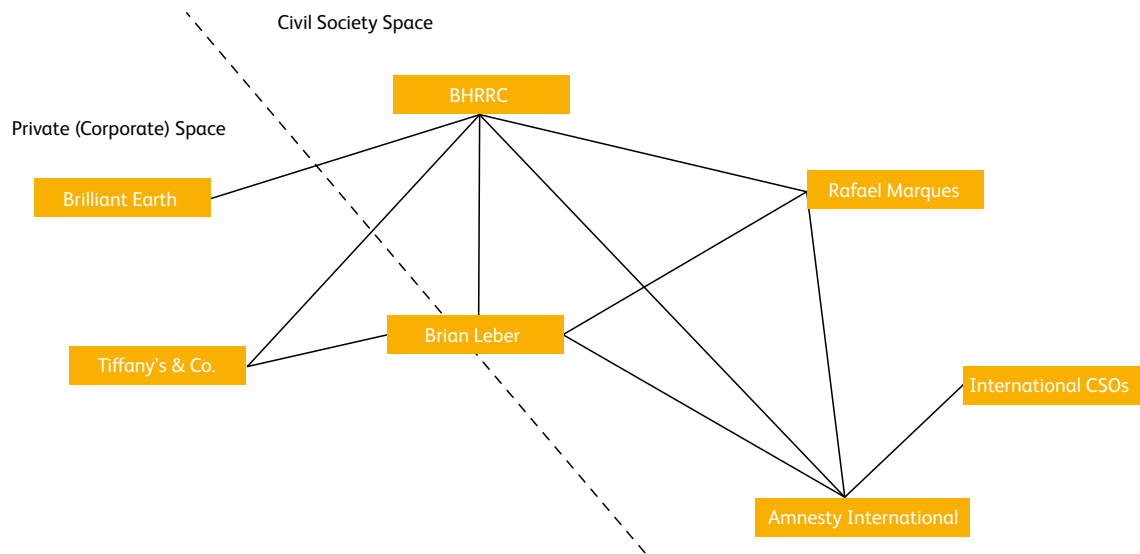 Civil Society Space
BHRRC
Private (Corporate) Space
Rafael Marques
Brilliant Earth
Brian Leber
Tiffany's & Co.
International CSOs
Amnesty International